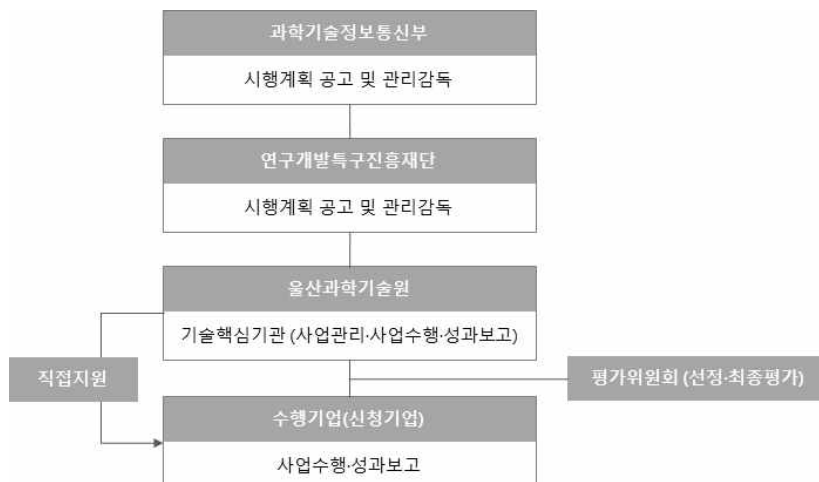 과학기술정보통신부
시행계획 공고 및 관리감독
연구개발특구진흥재단
시행계획 공고 및 관리감독
울산과학기술원
기술핵심기관 (사업관리·사업수행·성과보고)
직접지원
평가위원회 (선정·최종평가)
수행기업(신청기업)
사업수행·성과보고